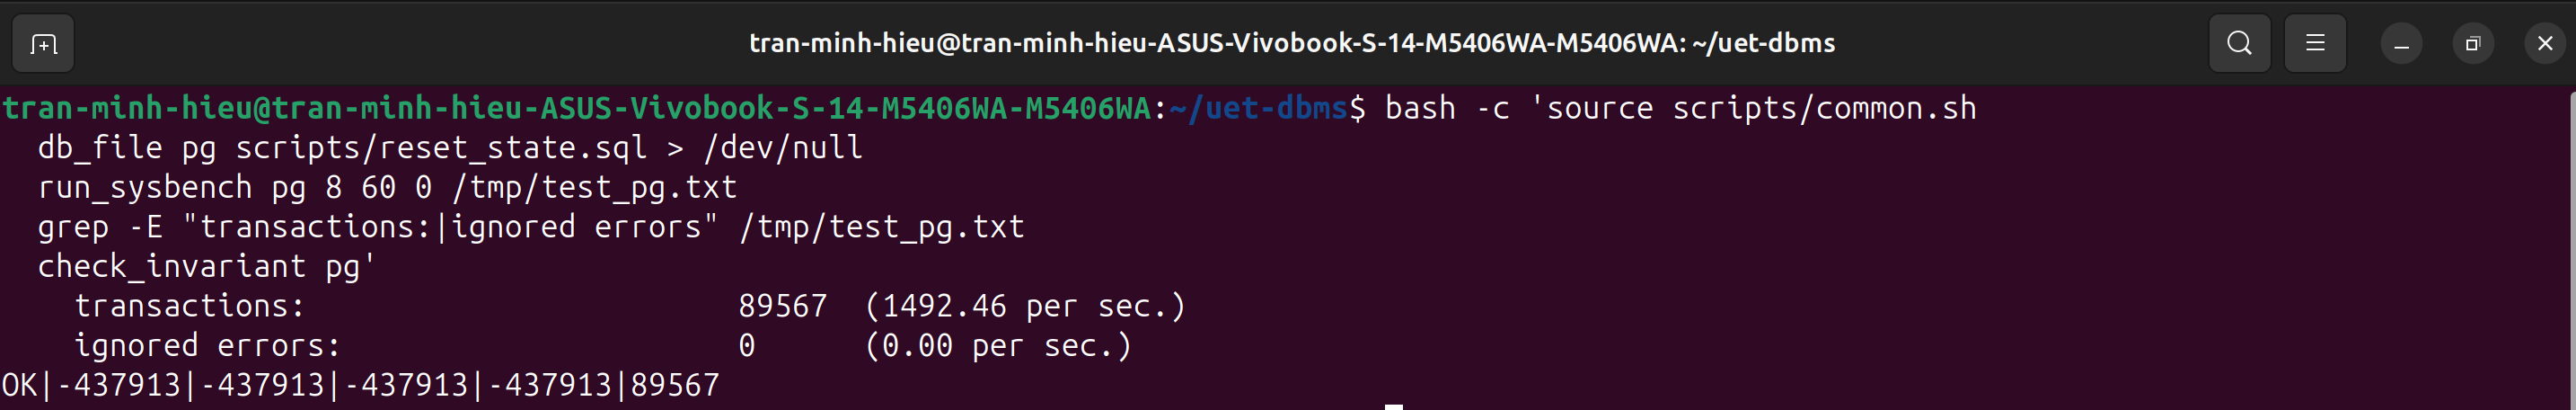 tran-minh-hieu@tran-minh-hieu-ASUS-Vivobook-S-14-M5406WA-M5406WA: ~/uet-dbms
tran-minh-hieu@tran-minh-hieu-ASUS-Vivobook-S-14-M5406WA-M5406WA:~/uet-dbms$ bash -c 'source scripts/common.sh
  db_file pg scripts/reset_state.sql > /dev/null
  run_sysbench pg 8 60 0 /tmp/test_pg.txt
  grep -E "transactions:|ignored errors" /tmp/test_pg.txt
  check_invariant pg'
    transactions:                        89567  (1492.46 per sec.)
    ignored errors:                      0      (0.00 per sec.)
OK|-437913|-437913|-437913|-437913|89567